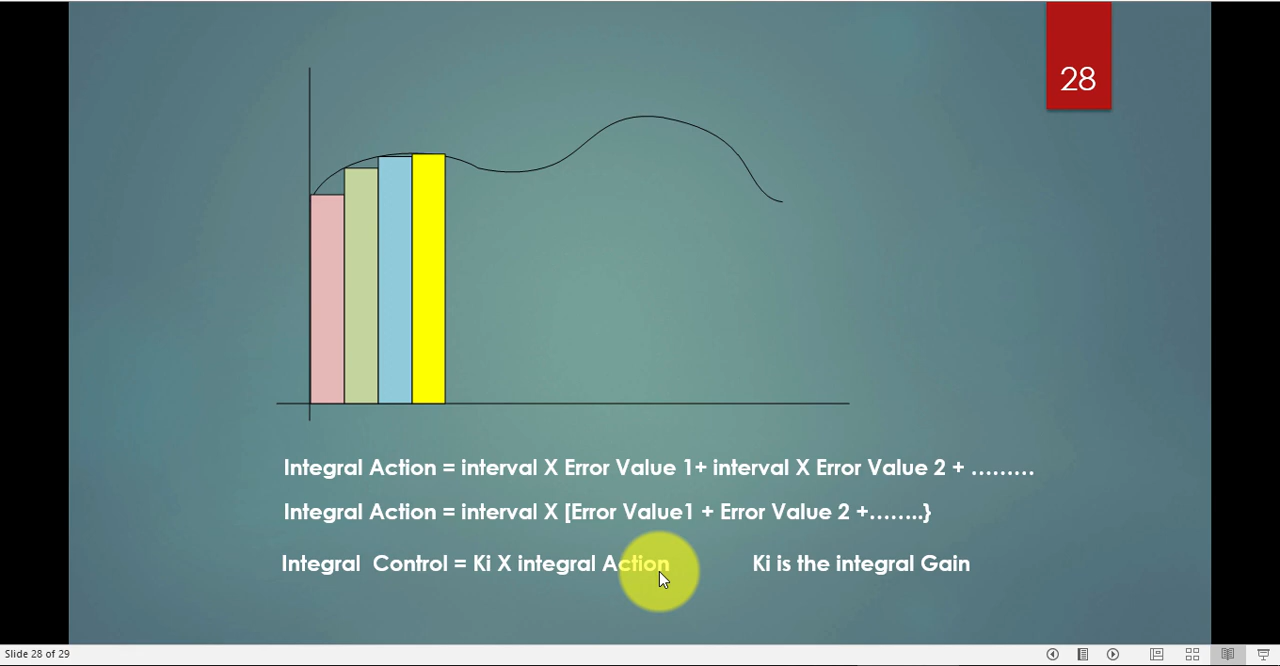 28
Integral Action = interval X Error Value 1+ interval X Error Value 2 + ………
Integral Action = interval X [Error Value1 + Error Value 2 +……..}
Integral  Control = Ki X integral Action
Ki is the integral Gain
Slide 28 of 29